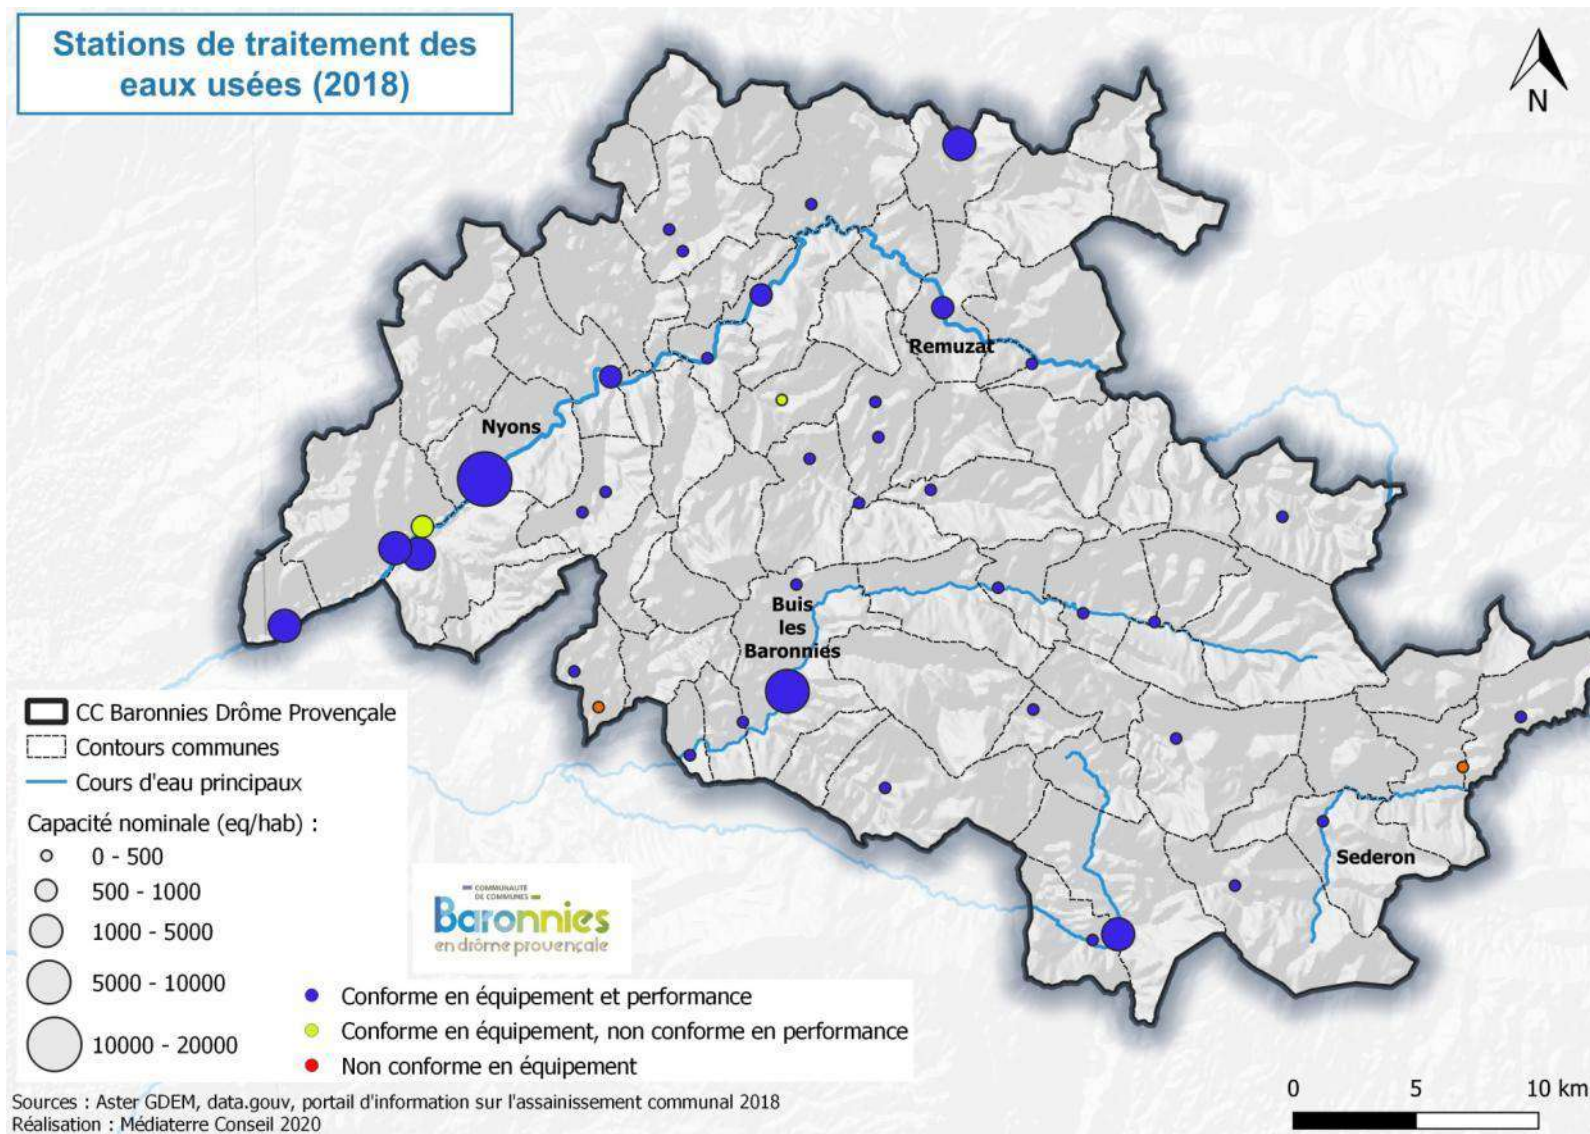 Stations de traitement des
eaux usées (2018)
N
Remuzat
Nyons
Buis
les
Baronnies
Sederon
CC Baronnies Drôme Provençale
Contours communes
Cours d'eau principaux
Capacité nominale (eq/hab) :
0 - 500
500 - 1000
1000 - 5000
5000 - 10000
10000 - 20000
COMMUNAUTÉ
DE COMMUNES
Baronnies
en drôme provençale
Conforme en équipement et performance
Conforme en équipement, non conforme en performance
Non conforme en équipement
0 5 10 km
Sources : Aster GDEM, data.gouv, portail d'information sur l'assainissement communal 2018
Réalisation : Médiaterre Conseil 2020